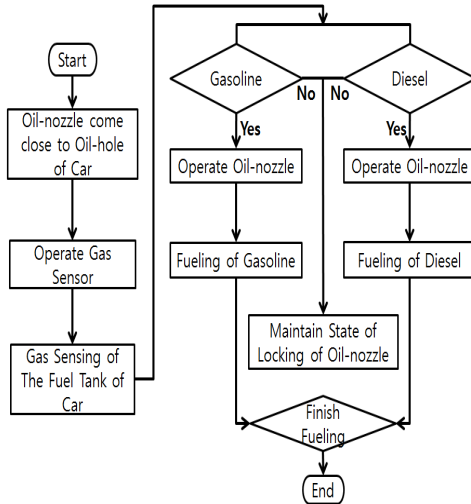 Start
Oil-nozzle come
close to Oil-hole
of Car
Operate Gas
Sensor
Gas Sensing of
The Fuel Tank of
Car
Gasoline
Diesel
No
No
Yes
Yes
Operate Oil-nozzle
Operate Oil-nozzle
Fueling of Gasoline
Fueling of Diesel
Maintain State of
Locking of Oil-nozzle
Finish
Fueling
End